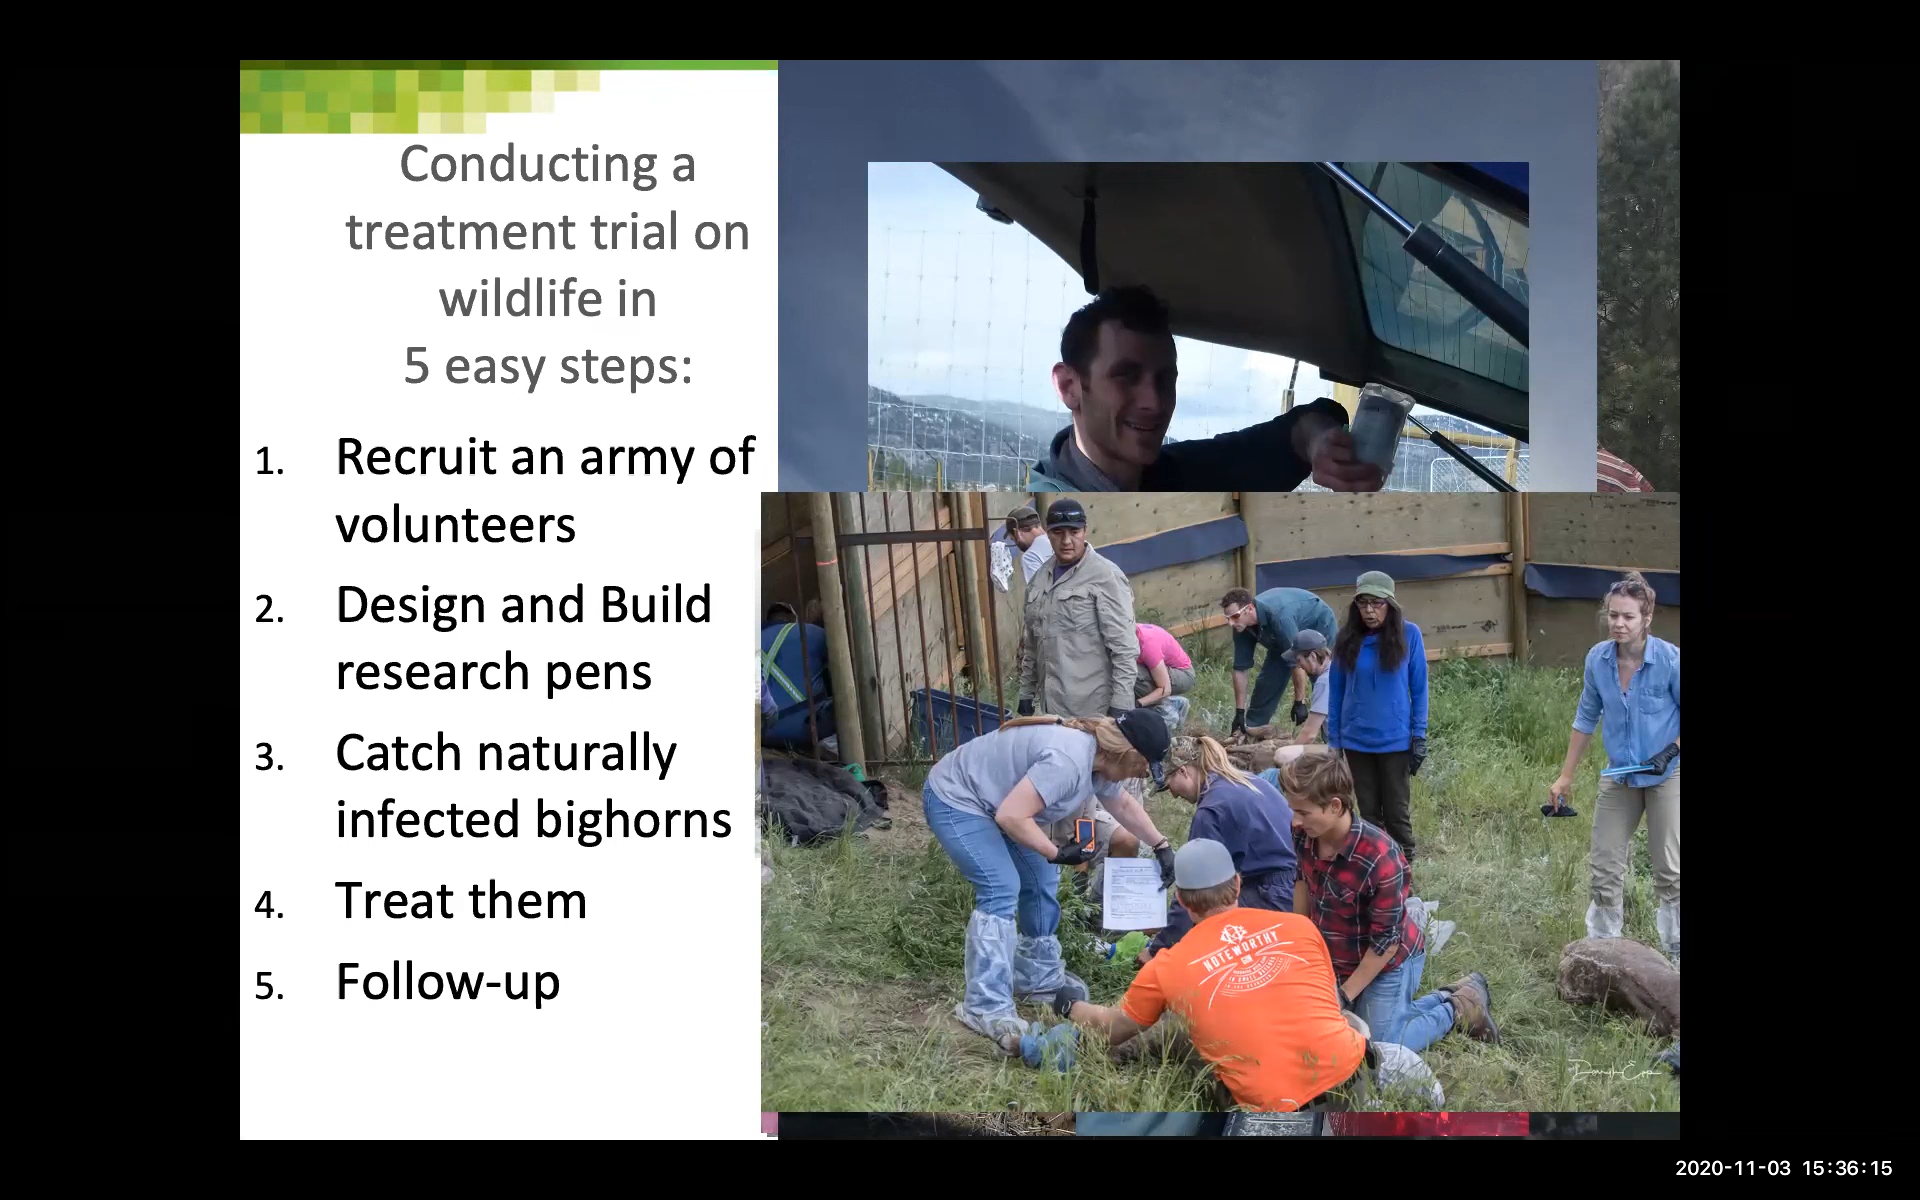 Conducting a
treatment trial on
wildlife in
5 easy steps:
1. Recruit an army of
volunteers
2. Design and Build
research pens
3. Catch naturally
infected bighorns
4. Treat them
5. Follow-up
NOTEWORTHY
2020-11-03 15:36:15